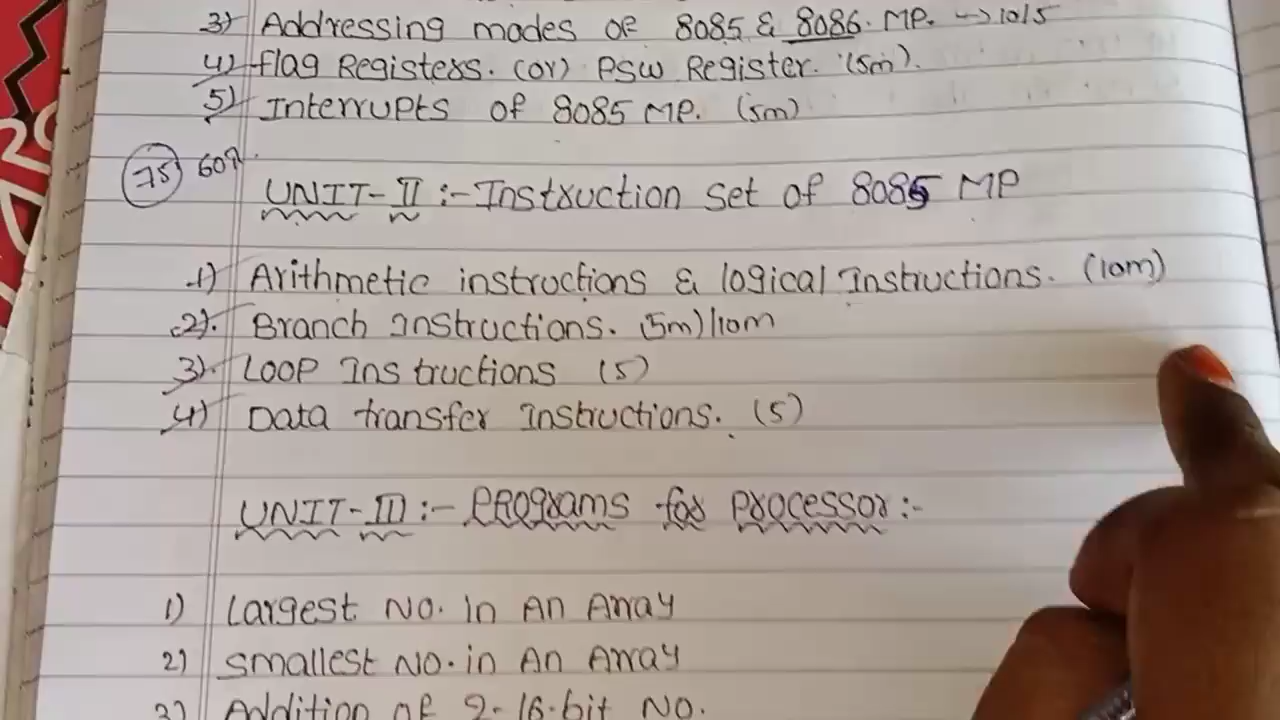 3) Addressing modes of 8085 & 8086. MP. → 10/5
4) Flag Registers. (or) PSW Register. (5m).
5) Interrupts of 8085 MP. (5m)
75 60%
UNIT-II :- Instruction set of 8085 MP
1) Arithmetic instructions & logical Instructions. (10m)
2). Branch Instructions. (5m)/10m
3). Loop Instructions (5)
4) Data transfer Instructions. (5)
UNIT-III :- Programs for Processor :-
1) Largest No. In An Array
2) Smallest No. in An Array
3) Addition of 2-16-bit No.